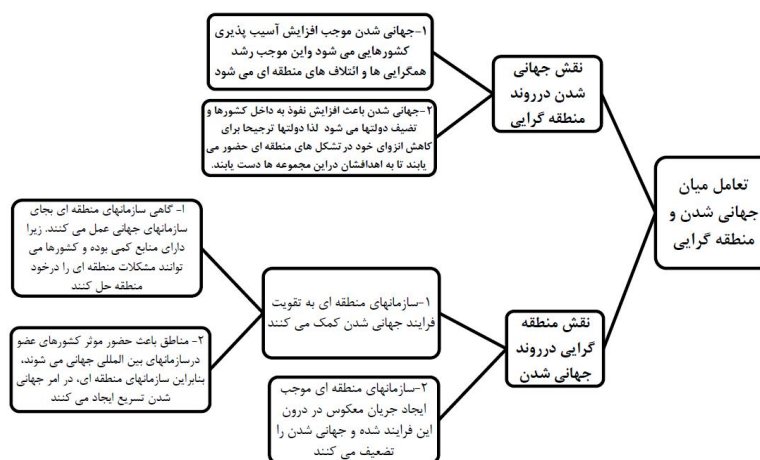 تعامل میان
جهانی شدن و
منطقه گرایی
نقش جهانی
شدن درروند
منطقه گرایی
۱-جهانی شدن موجب افزایش آسیب پذیری
کشورهایی می شود واین موجب رشد
همگرایی ها و ائتلاف های منطقه ای می شود
۲-جهانی شدن باعث افزایش نفوذ به داخل کشورها و
تضیف دولتها می شود لذا دولتها ترجیحا برای
کاهش انزوای خود در تشکل های منطقه ای حضور می
یابند تا به اهدافشان دراین مجموعه ها دست یابند.
نقش منطقه
گرایی درروند
جهانی شدن
۱-سازمانهای منطقه ای به تقویت
فرایند جهانی شدن کمک می کنند
۱- گاهی سازمانهای منطقه ای بجای
سازمانهای جهانی عمل می کنند. زیرا
دارای منابع کمی بوده و کشورها می
توانند مشکلات منطقه ای را درخود
منطقه حل کنند
۲- مناطق باعث حضور موثر کشورهای عضو
درسازمانهای بین المللی جهانی می شوند،
بنابراین سازمانهای منطقه ای، در امر جهانی
شدن تسریع ایجاد می کنند
۲-سازمانهای منطقه ای موجب
ایجاد جریان معکوس در درون
این فرایند شده و جهانی شدن را
تضعیف می کنند